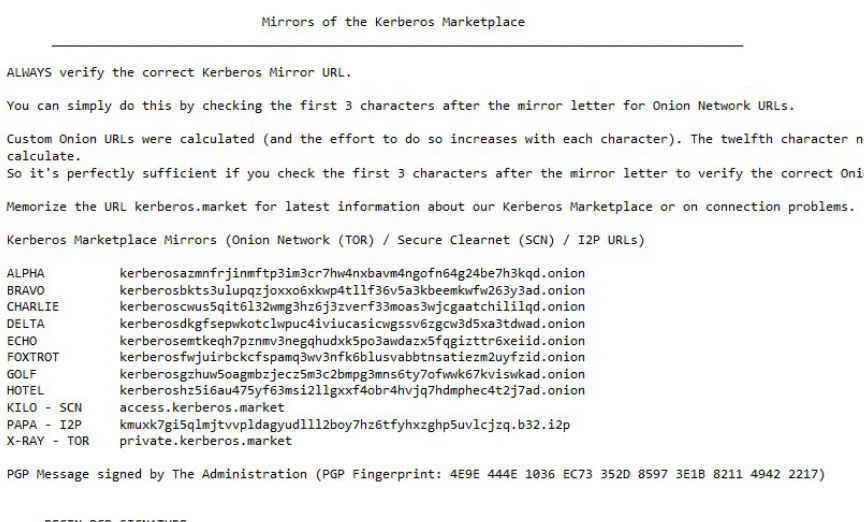 Mirrors of the Kerberos Marketplace
ALWAYS verify the correct Kerberos Mirror URL.
You can simply do this by checking the first 3 characters after the mirror letter for Onion Network URLs.
Custom Onion URLs were calculated (and the effort to do so increases with each character). The twelfth character n
calculate.
So it's perfectly sufficient if you check the first 3 characters after the mirror letter to verify the correct Oni
Memorize the URL kerberos.market for latest information about our Kerberos Marketplace or on connection problems.
Kerberos Marketplace Mirrors (Onion Network (TOR) / Secure Clearnet (SCN) / I2P URLs)
ALPHA kerberosazmnfrjinmftp3im3cr7hw4nxbavm4ngofn64g24be7h3kqd.onion
BRAVO kerberosbkts3ulupqzjoxxo6xkwp4tllf36v5a3kbeemkwfw263y3ad.onion
CHARLIE kerberoscwus5qit6l32wmg3hz6j3zverf33moas3wjcgaatchililqd.onion
DELTA kerberosdkgfsepwkotclwpuc4iviucasicwgssv6zgcw3d5xa3tdwad.onion
ECHO kerberosemtkeqh7pznmv3negqhudxk5po3awdazx5fqgizttr6xeiid.onion
FOXTROT kerberosfwjuirbckcfspamq3wv3nfk6blusvabbtnsatiezm2uyfzid.onion
GOLF kerberosgzhuw5oagmbzjecz5m3c2bmpg3mns6ty7ofwwk67kviswkad.onion
HOTEL kerberoshz5i6au475yf63msi2llgxxf4obr4hvjq7hdmphec4t2j7ad.onion
KILO - SCN access.kerberos.market
PAPA - I2P kmuxk7gi5qlmjtvvpldagyudlll2boy7hz6tfyhxzghp5uvlcjzq.b32.i2p
X-RAY - TOR private.kerberos.market
PGP Message signed by The Administration (PGP Fingerprint: 4E9E 444E 1036 EC73 352D 8597 3E1B 8211 4942 2217)
BEGIN PGP SIGNATURE